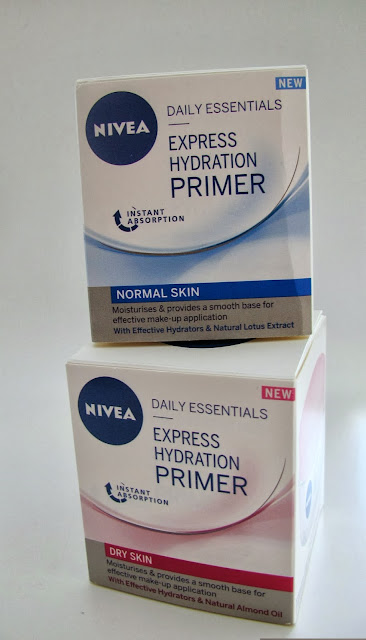 NEW
NIVEA
DAILY ESSENTIALS
EXPRESS
HYDRATION
PRIMER
INSTANT
ABSORPTION
NORMAL SKIN
Moisturises & provides a smooth base for
effective make-up application
With Effective Hydrators & Natural Lotus Extract
NEW
NIVEA
DAILY ESSENTIALS
EXPRESS
HYDRATION
PRIMER
INSTANT
ABSORPTION
DRY SKIN
Moisturises & provides a smooth base for
effective make-up application
With Effective Hydrators & Natural Almond Oil